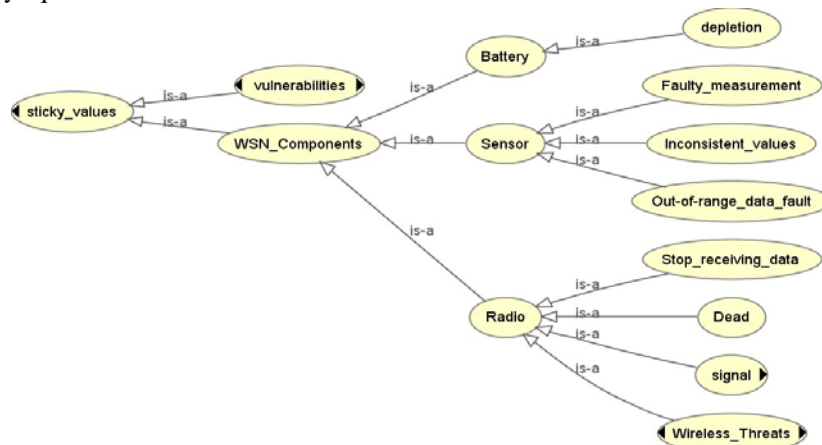 depletion
is-a
Battery
is-a
vulnerabilities
is-a
sticky_values
is-a
WSN_Components
is-a
Sensor
is-a
Faulty_measurement
is-a
Inconsistent_values
is-a
Out-of-range_data_fault
is-a
Radio
is-a
Stop_receiving_data
is-a
Dead
is-a
signal
is-a
Wireless_Threats